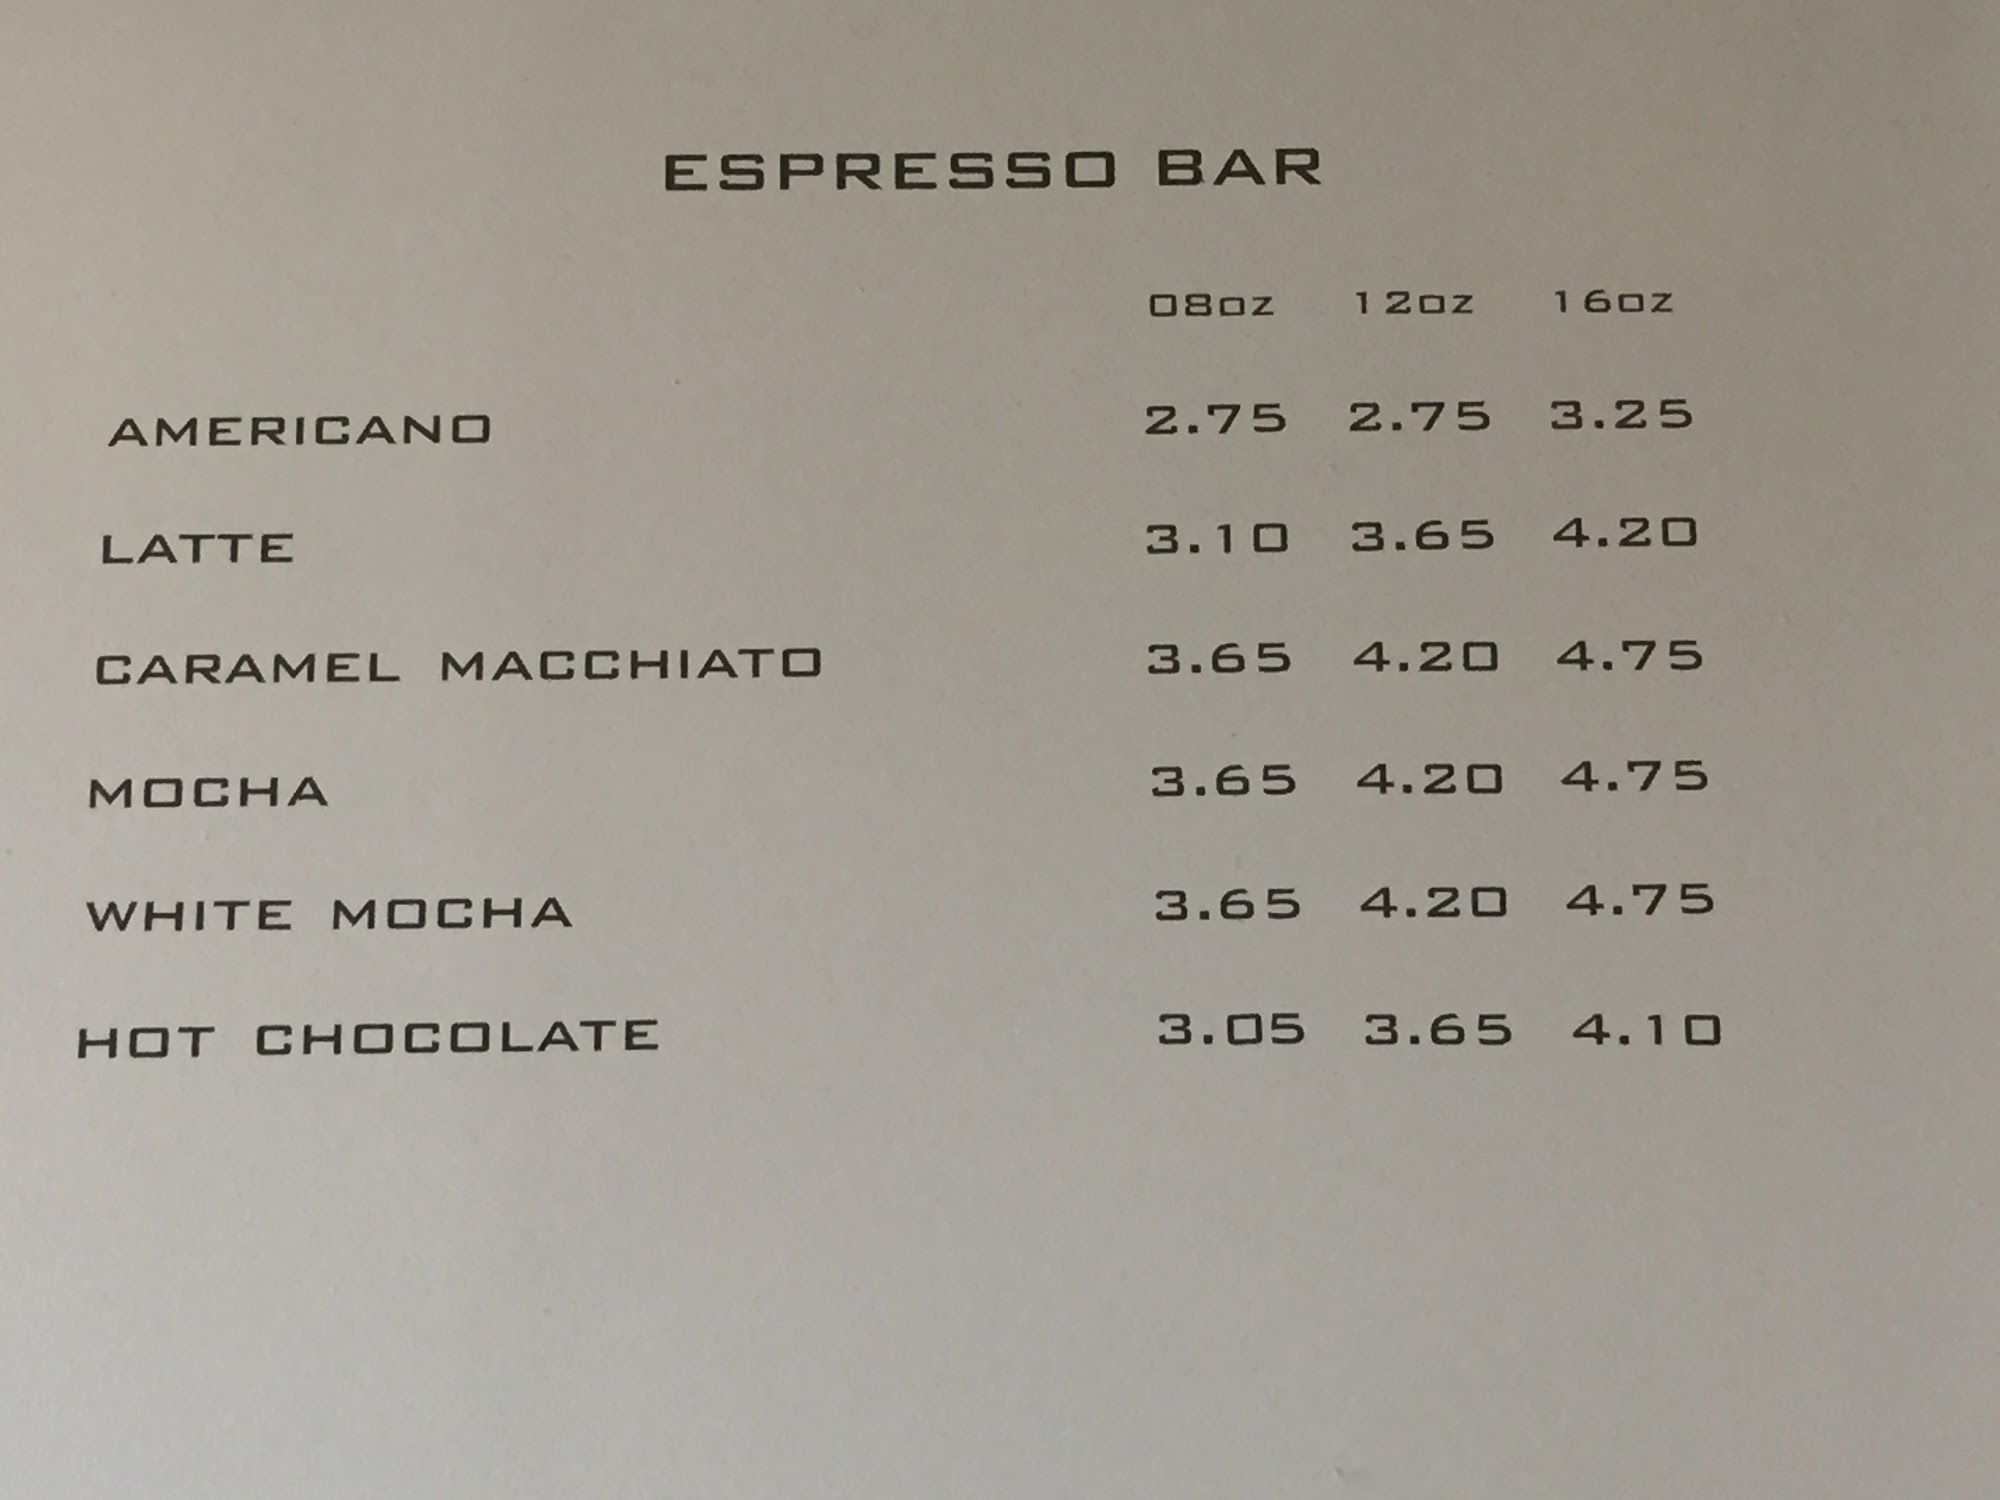 ESPRESSO BAR
08oz 12oz 16oz
AMERICANO 2.75 2.75 3.25
LATTE 3.10 3.65 4.20
CARAMEL MACCHIATO 3.65 4.20 4.75
MOCHA 3.65 4.20 4.75
WHITE MOCHA 3.65 4.20 4.75
HOT CHOCOLATE 3.05 3.65 4.10